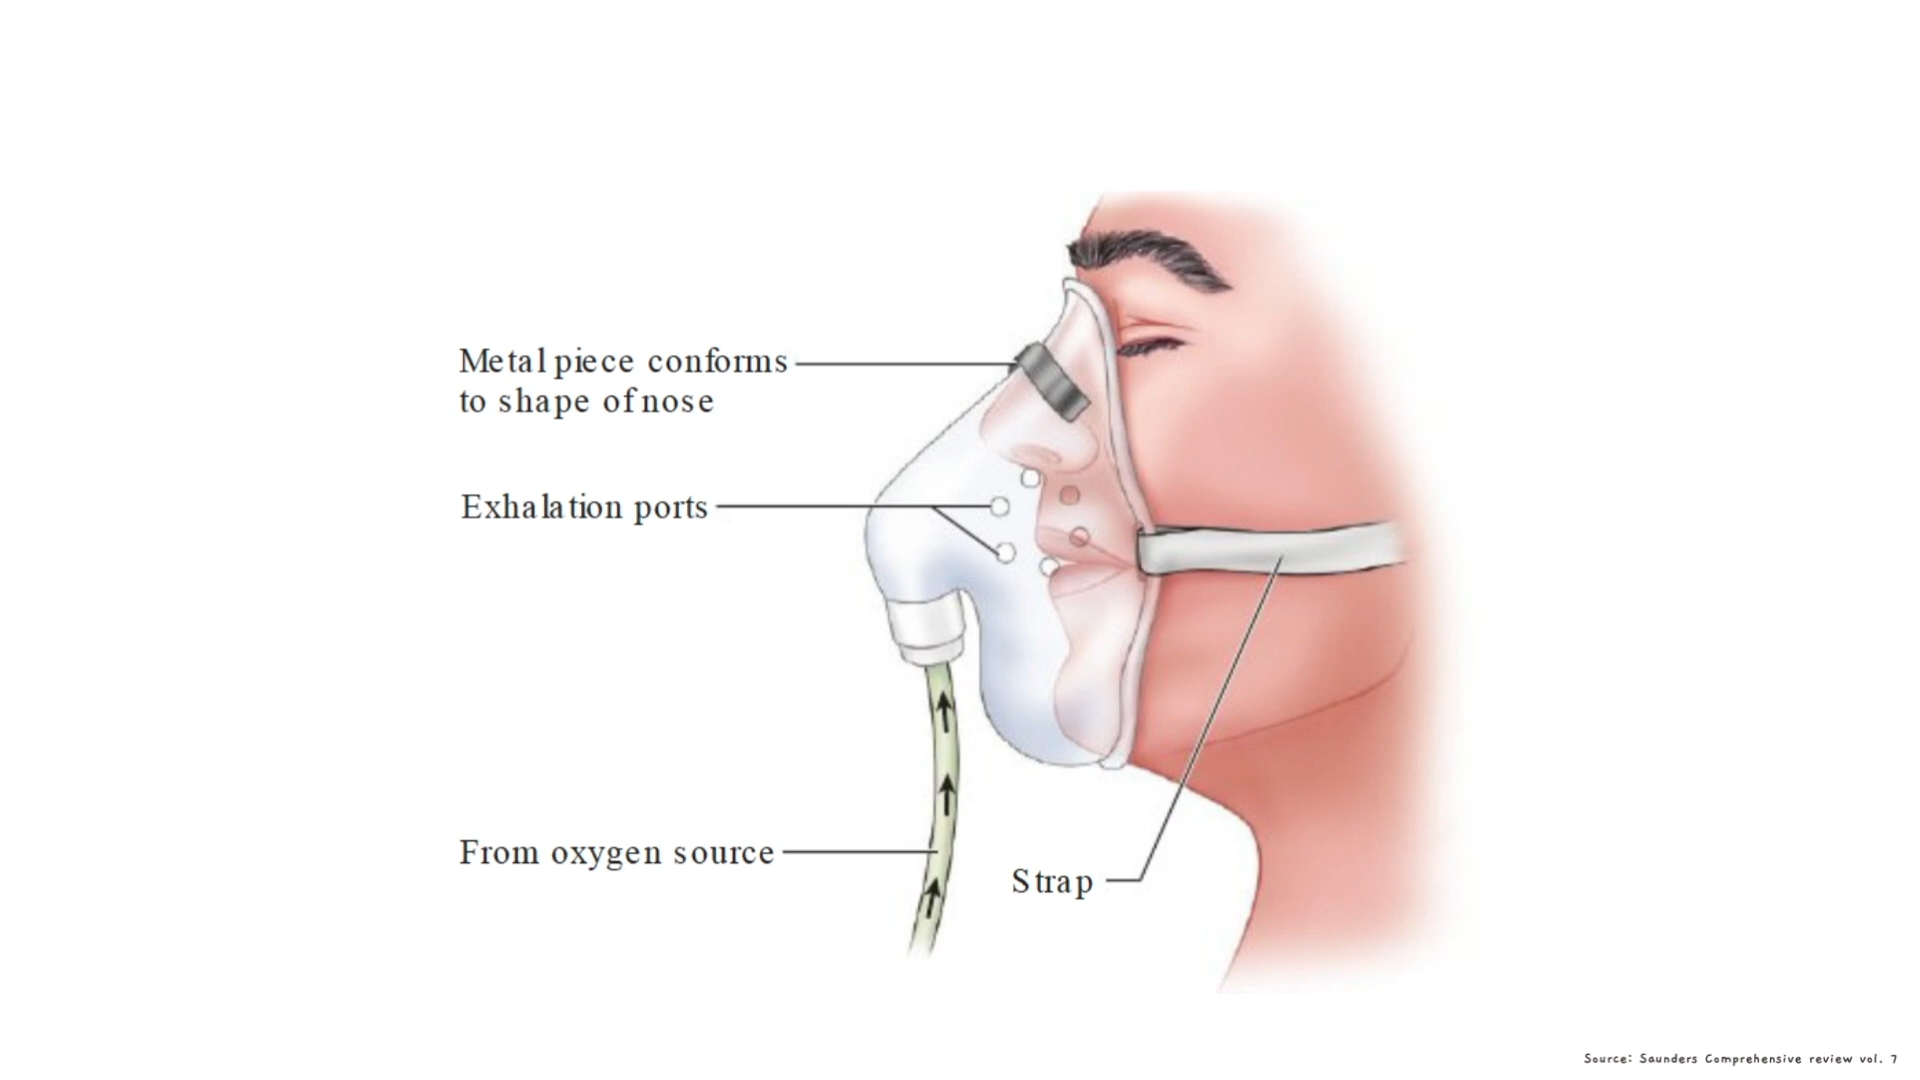 Metal piece conforms
to shape of nose
Exhalation ports
From oxygen source
Strap
Source: Saunders Comprehensive review vol. 7